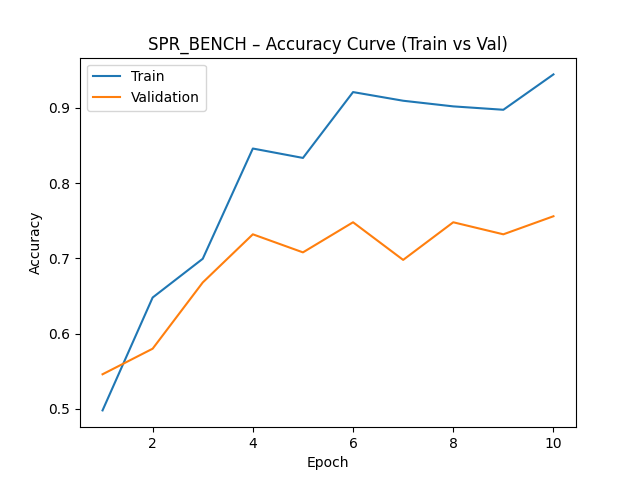 SPR_BENCH – Accuracy Curve (Train vs Val)
Train
Validation
0.9
0.8
0.7
0.6
0.5
Accuracy
2 4 6 8 10
Epoch